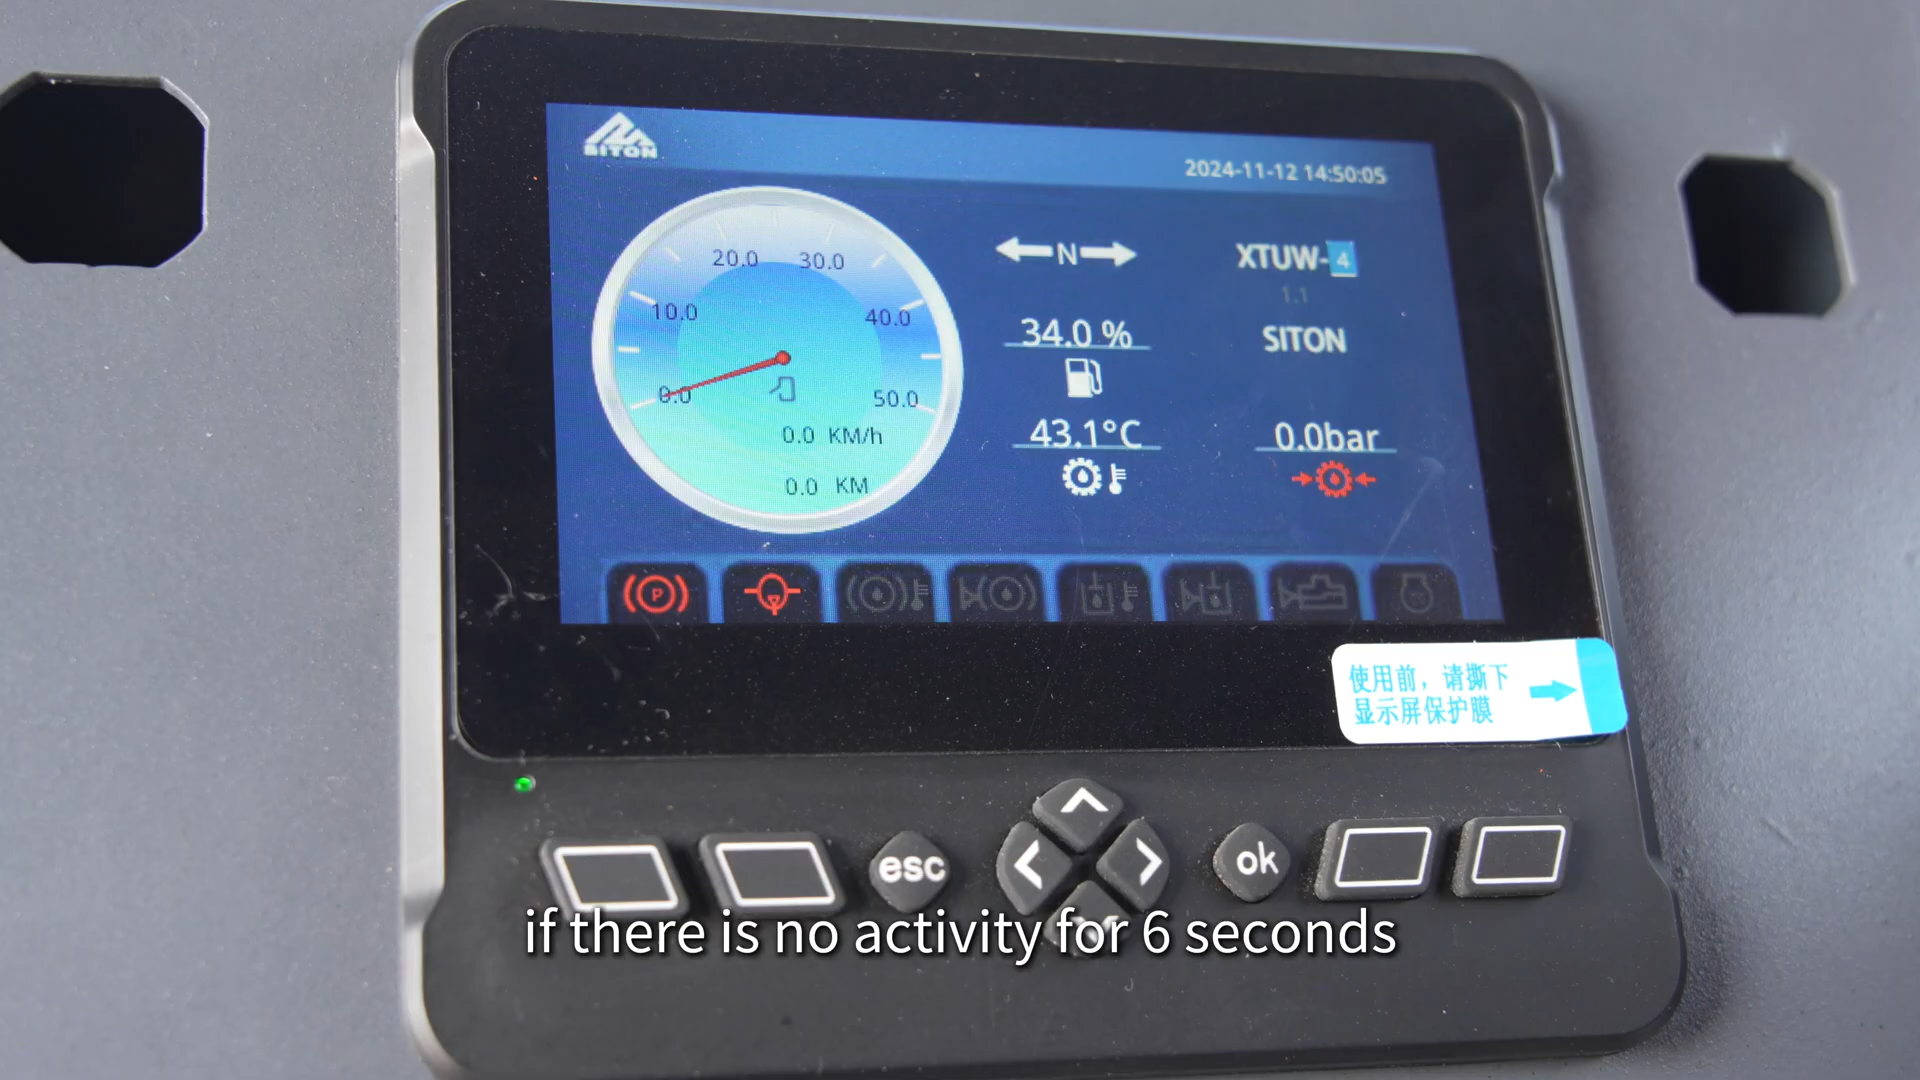 SITON
2024-11-12 14:50:05
20.0 30.0
10.0 40.0
0.0 50.0
0.0 KM/h
0.0 KM
N
34.0 %
43.1°C
XTUW-4
1.1
SITON
0.0bar
P
使用前，请撕下
显示屏保护膜
esc
ok
if there is no activity for 6 seconds